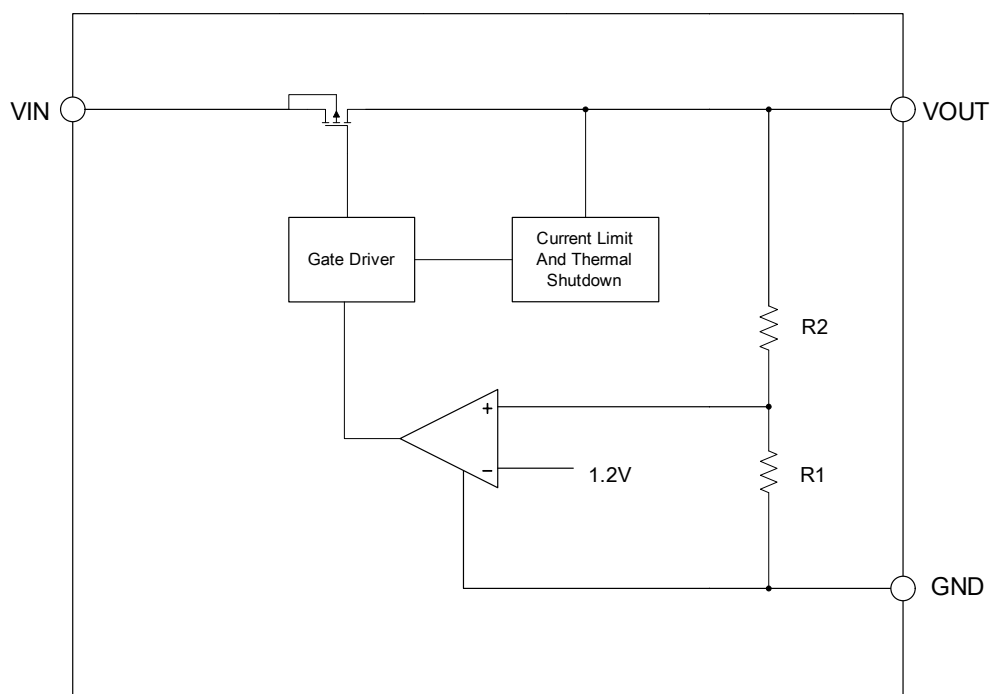 VIN
VOUT
Gate Driver
Current Limit
And Thermal
Shutdown
R2
+
−
1.2V
R1
GND